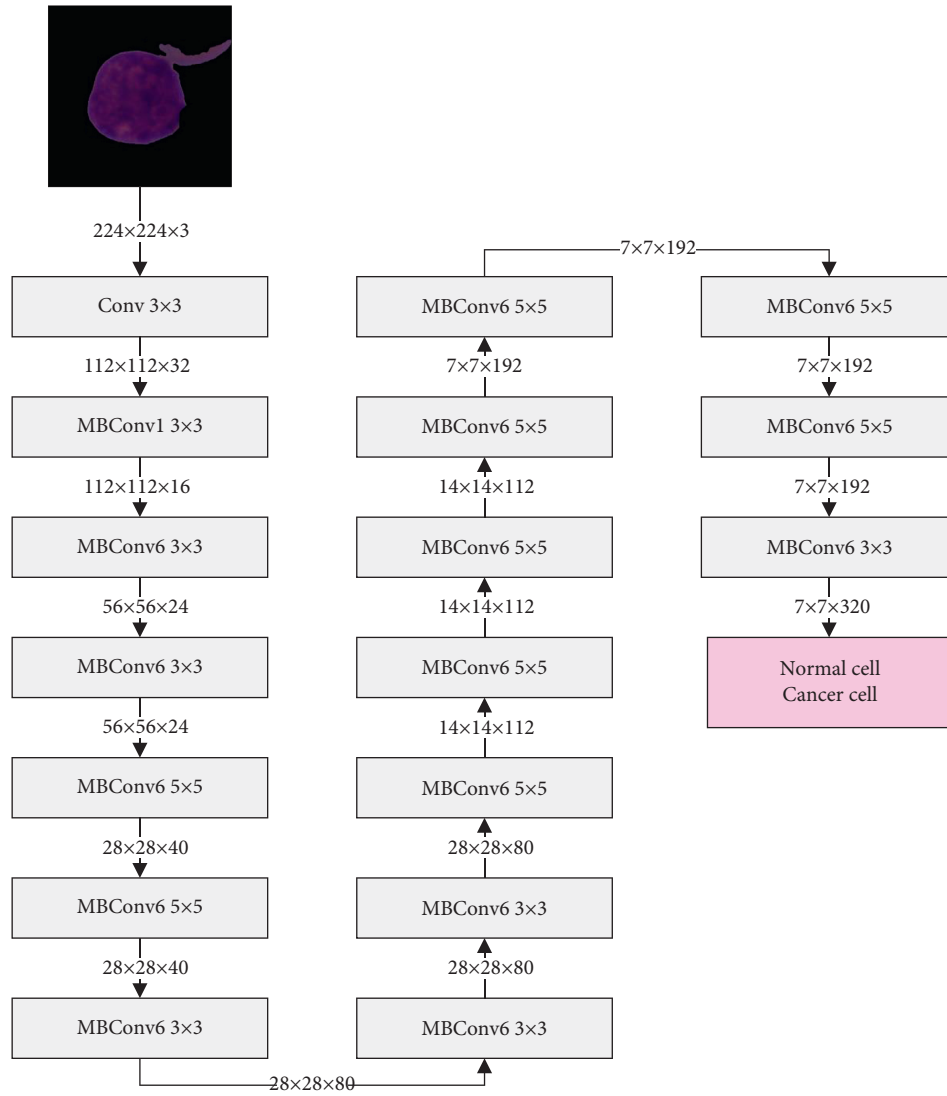 224×224×3
Conv 3×3
112×112×32
MBConv1 3×3
112×112×16
MBConv6 3×3
56×56×24
MBConv6 3×3
56×56×24
MBConv6 5×5
28×28×40
MBConv6 5×5
28×28×40
MBConv6 3×3
28×28×80
MBConv6 3×3
28×28×80
MBConv6 3×3
28×28×80
MBConv6 5×5
14×14×112
MBConv6 5×5
14×14×112
MBConv6 5×5
14×14×112
MBConv6 5×5
7×7×192
MBConv6 5×5
7×7×192
MBConv6 5×5
7×7×192
MBConv6 5×5
7×7×192
MBConv6 3×3
7×7×320
Normal cell
Cancer cell